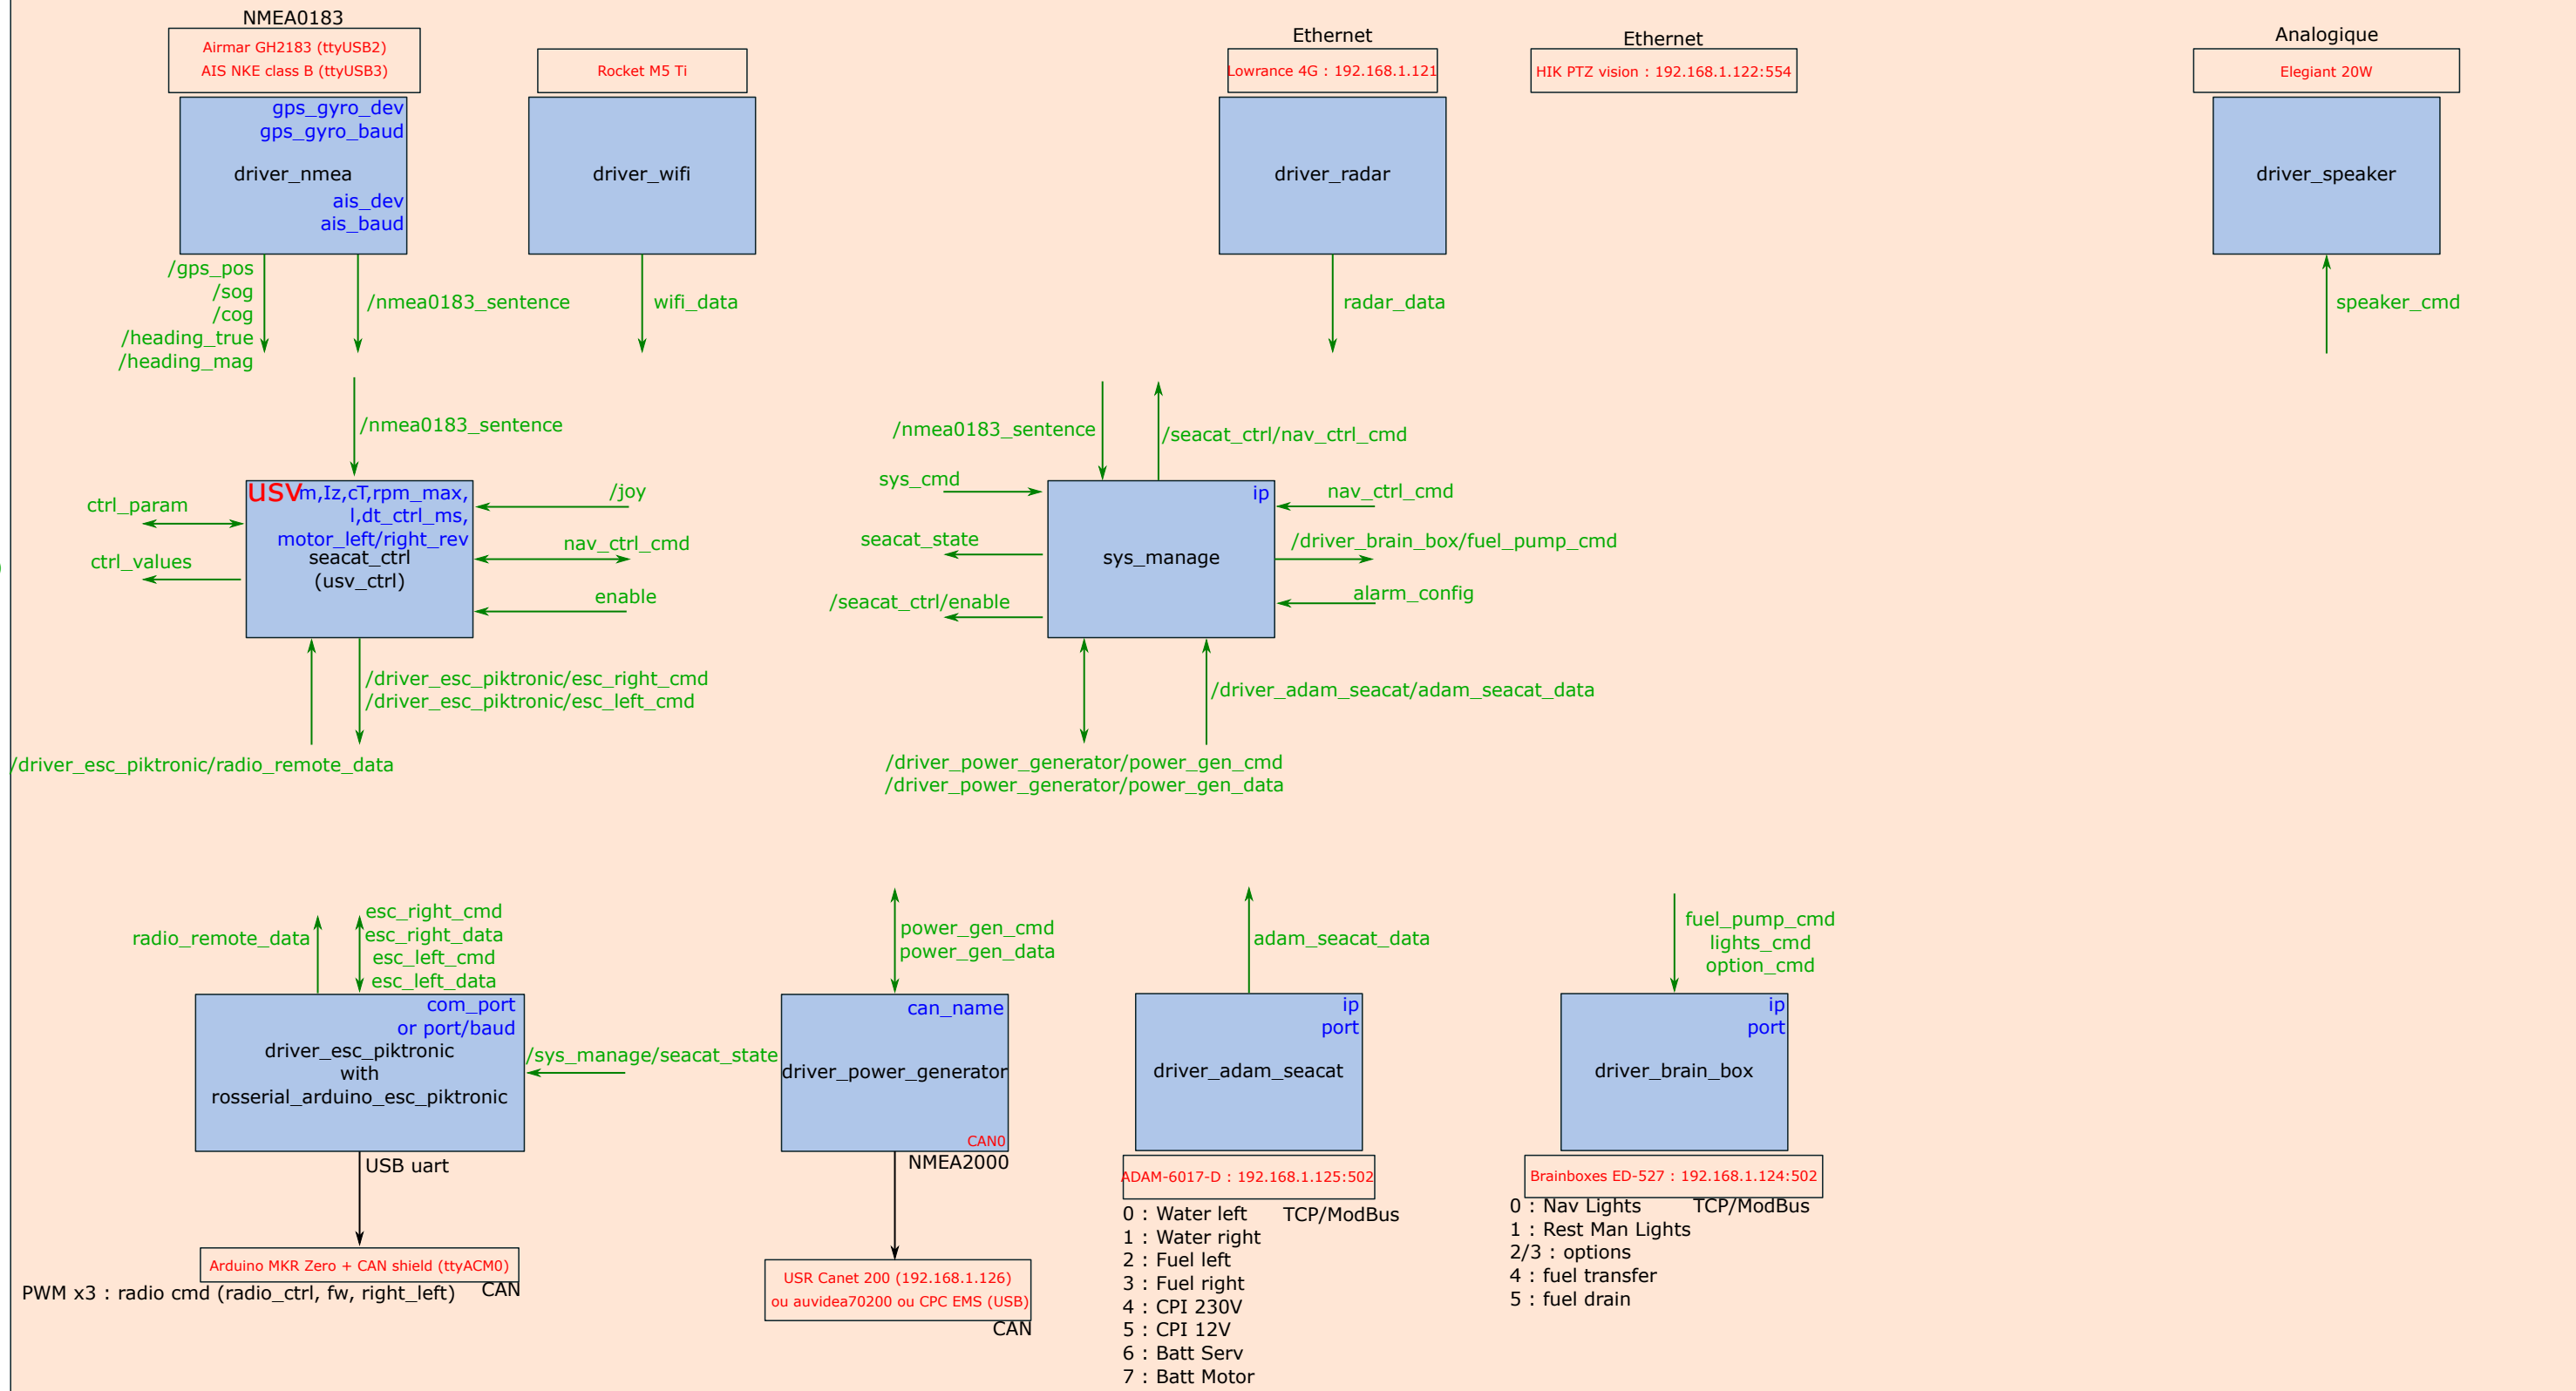 NMEA0183
Airmar GH2183 (ttyUSB2)
AIS NKE class B (ttyUSB3)
gps_gyro_dev
gps_gyro_baud
driver_nmea
ais_dev
ais_baud
/gps_pos
/sog
/cog
/heading_true
/heading_mag
/nmea0183_sentence
Rocket M5 Ti
driver_wifi
wifi_data
Ethernet
Lowrance 4G : 192.168.1.121
driver_radar
radar_data
Ethernet
HIK PTZ vision : 192.168.1.122:554
Analogique
Elegiant 20W
driver_speaker
speaker_cmd
/nmea0183_sentence
ctrl_param
ctrl_values
usv
m,Iz,cT,rpm_max,
l,dt_ctrl_ms,
motor_left/right_rev
seacat_ctrl
(usv_ctrl)
/joy
nav_ctrl_cmd
enable
/driver_esc_piktronic/esc_right_cmd
/driver_esc_piktronic/esc_left_cmd
/driver_esc_piktronic/radio_remote_data
/nmea0183_sentence
/seacat_ctrl/nav_ctrl_cmd
sys_cmd
seacat_state
/seacat_ctrl/enable
ip
sys_manage
nav_ctrl_cmd
/driver_brain_box/fuel_pump_cmd
alarm_config
/driver_adam_seacat/adam_seacat_data
/driver_power_generator/power_gen_cmd
/driver_power_generator/power_gen_data
radio_remote_data
esc_right_cmd
esc_right_data
esc_left_cmd
esc_left_data
com_port
or port/baud
driver_esc_piktronic
with
rosserial_arduino_esc_piktronic
/sys_manage/seacat_state
USB uart
Arduino MKR Zero + CAN shield (ttyACM0)
CAN
PWM x3 : radio cmd (radio_ctrl, fw, right_left)
power_gen_cmd
power_gen_data
can_name
driver_power_generator
CAN0
NMEA2000
USR Canet 200 (192.168.1.126)
ou auvidea70200 ou CPC EMS (USB)
CAN
adam_seacat_data
ip
port
driver_adam_seacat
ADAM-6017-D : 192.168.1.125:502
TCP/ModBus
0 : Water left
1 : Water right
2 : Fuel left
3 : Fuel right
4 : CPI 230V
5 : CPI 12V
6 : Batt Serv
7 : Batt Motor
fuel_pump_cmd
lights_cmd
option_cmd
ip
port
driver_brain_box
Brainboxes ED-527 : 192.168.1.124:502
TCP/ModBus
0 : Nav Lights
1 : Rest Man Lights
2/3 : options
4 : fuel transfer
5 : fuel drain